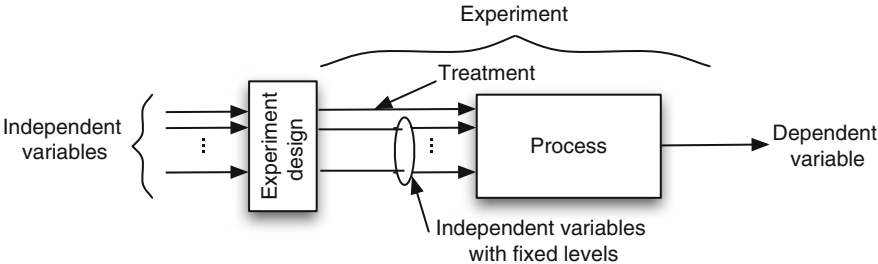 Experiment
Treatment
Independent
variables
...
Experiment
design
...
Process
Dependent
variable
Independent variables
with fixed levels